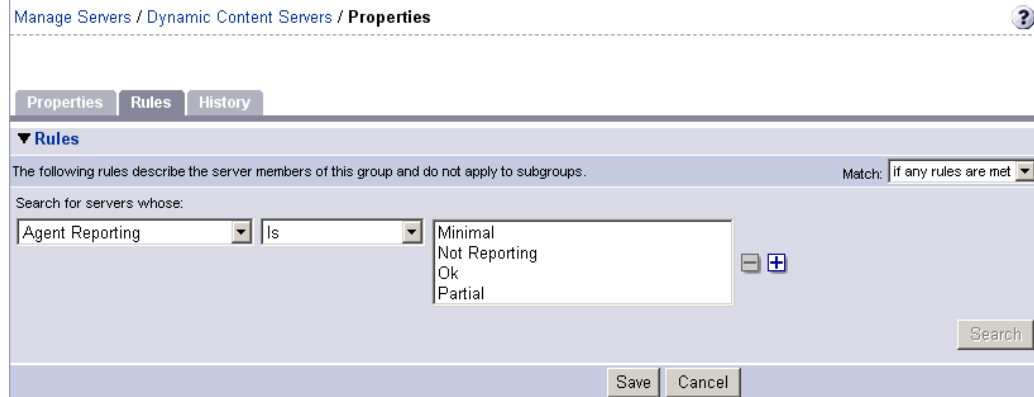 Manage Servers / Dynamic Content Servers / Properties
?
Properties Rules History
Rules
The following rules describe the server members of this group and do not apply to subgroups. Match: if any rules are met
Search for servers whose:
Agent Reporting Is Minimal
Not Reporting
Ok
Partial
Search
Save Cancel